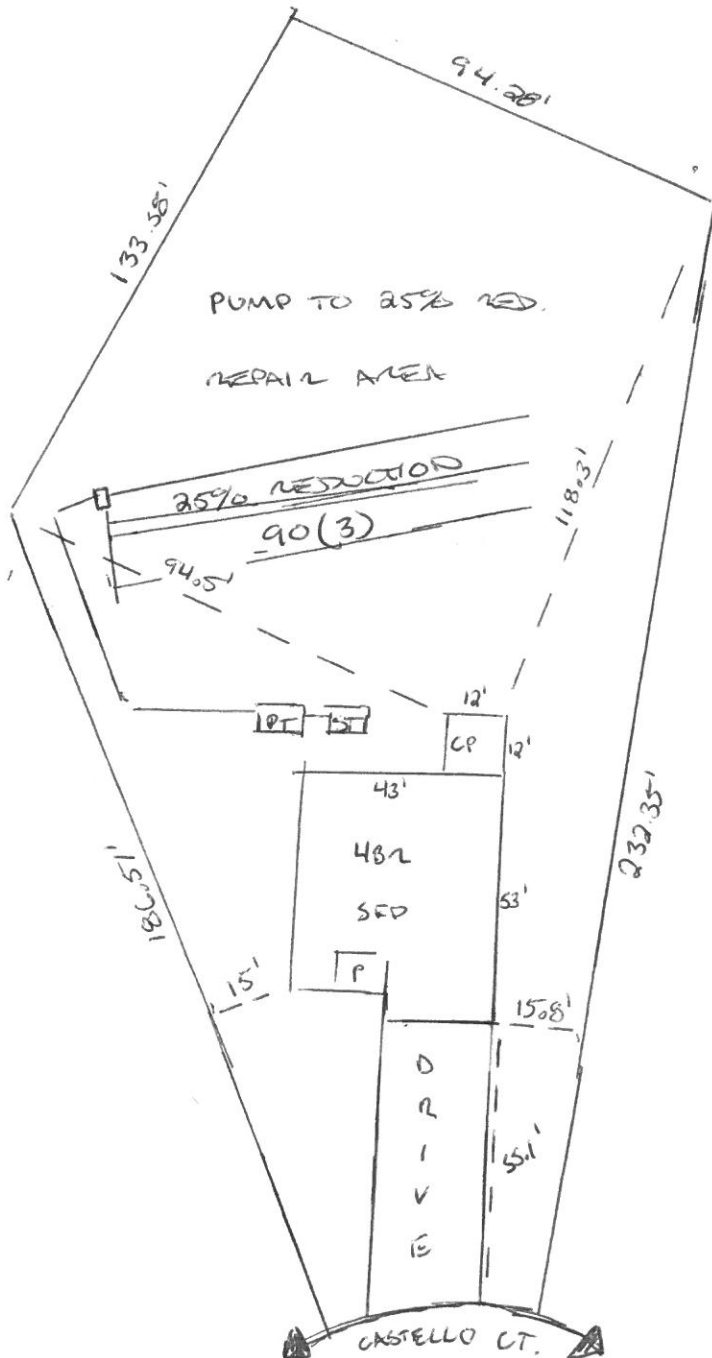 94.28'
133.58'
PUMP TO 25% RED.
REPAIR AREA
25% REDUCTION
90(3)
94.5'
118.3'
PT
ST
12'
CP
12'
43'
4BR
SFD
53'
P
232.35'
186.51'
15'
15.8'
DRIVE
55.1'
CASTELLO CT.